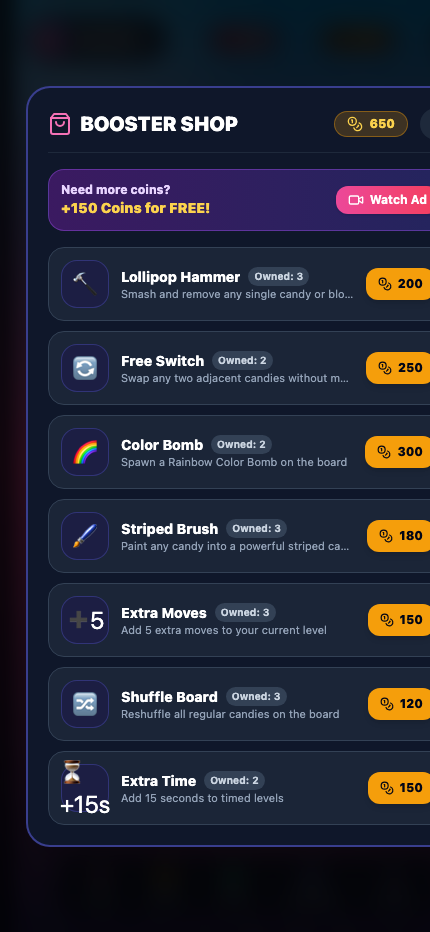 BOOSTER SHOP
650
Need more coins?
+150 Coins for FREE!
Watch Ad
Lollipop Hammer Owned: 3
Smash and remove any single candy or blo...
200
Free Switch Owned: 2
Swap any two adjacent candies without m...
250
Color Bomb Owned: 2
Spawn a Rainbow Color Bomb on the board
300
Striped Brush Owned: 3
Paint any candy into a powerful striped ca...
180
+5
Extra Moves Owned: 3
Add 5 extra moves to your current level
150
Shuffle Board Owned: 3
Reshuffle all regular candies on the board
120
+15s
Extra Time Owned: 2
Add 15 seconds to timed levels
150